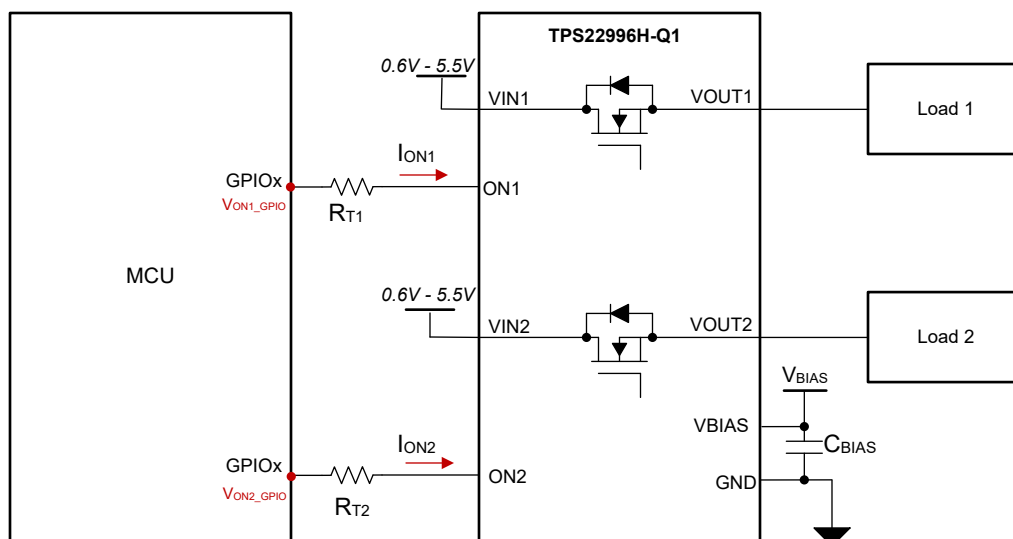 TPS22996H-Q1
0.6V - 5.5V
VIN1
VOUT1
Load 1
GPIOx
VON1_GPIO
RT1
ION1
ON1
MCU
0.6V - 5.5V
VIN2
VOUT2
Load 2
VBIAS
VBIAS
CBIAS
GPIOx
VON2_GPIO
RT2
ION2
ON2
GND